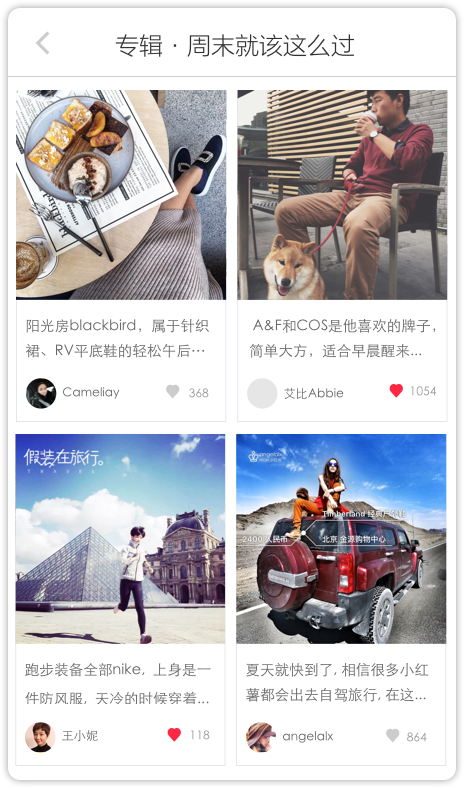 专辑 · 周末就该这么过
blackbird
阳光房blackbird，属于针织
裙、RV平底鞋的轻松午后…
Cameliay
368
A&F和COS是他喜欢的牌子，
简单大方，适合早晨醒来...
艾比Abbie
1054
假装在旅行。
TRAVEL
跑步装备全部nike, 上身是一
件防风服, 天冷的时候穿着...
王小妮
118
angelalx
Timberland 经典户外鞋
2400 人民币
北京 金源购物中心
夏天就快到了, 相信很多小红
薯都会出去自驾旅行, 在这...
angelalx
864